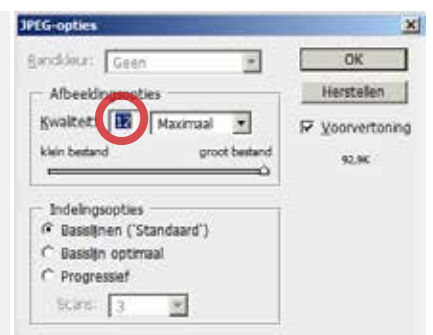 JPEG-opties
Randkleur: Geen
OK
Herstellen
Voorvertoning
92,9K
Afbeeldingsopties
Kwaliteit: 12 Maximaal
klein bestand groot bestand
Indelingsopties
Basislijnen ('Standaard')
Basislijn optimaal
Progressief
Scans: 3